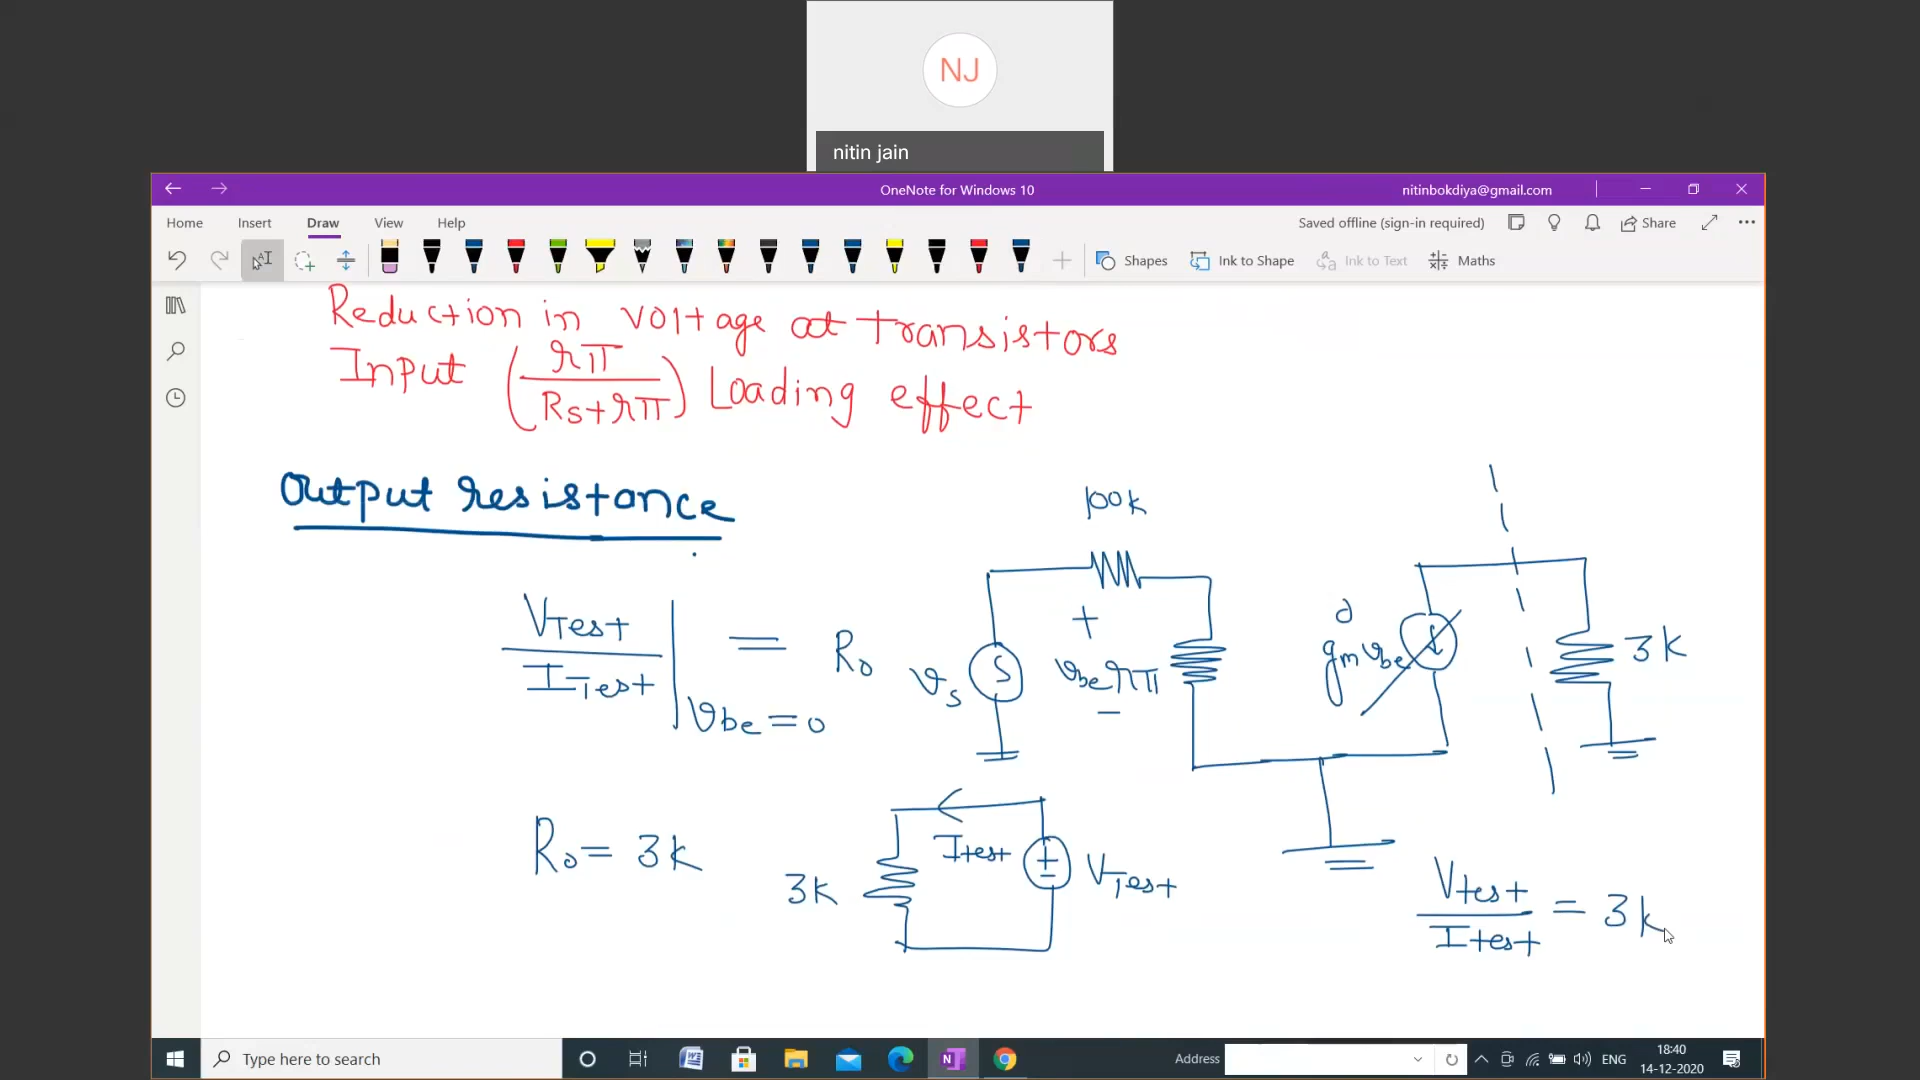 NJ
nitin jain
OneNote for Windows 10
nitinbokdiya@gmail.com
Home Insert Draw View Help
Saved offline (sign-in required)
Share
Shapes
Ink to Shape
Ink to Text
Maths
Reduction in voltage at transistors
Input (rπ / Rs+rπ) Loading effect
Output resistance
100k
VTest / ITest | vbe=0 = Ro
vs
+
vbe rπ
−
gmvbe
3k
Ro = 3k
3k
Itest
+
−
VTest
Vtest / Itest = 3k
Type here to search
Address
ENG
18:40
14-12-2020